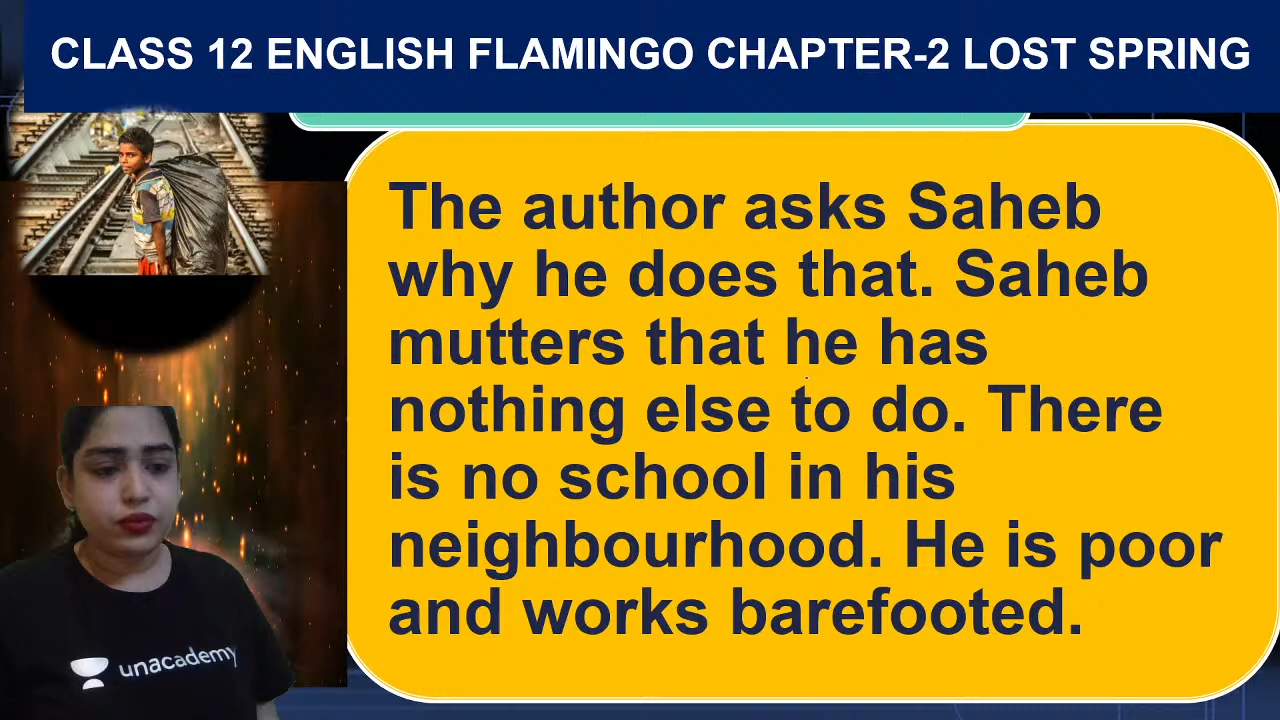 CLASS 12 ENGLISH FLAMINGO CHAPTER-2 LOST SPRING
The author asks Saheb
why he does that. Saheb
mutters that he has
nothing else to do. There
is no school in his
neighbourhood. He is poor
and works barefooted.
unacademy